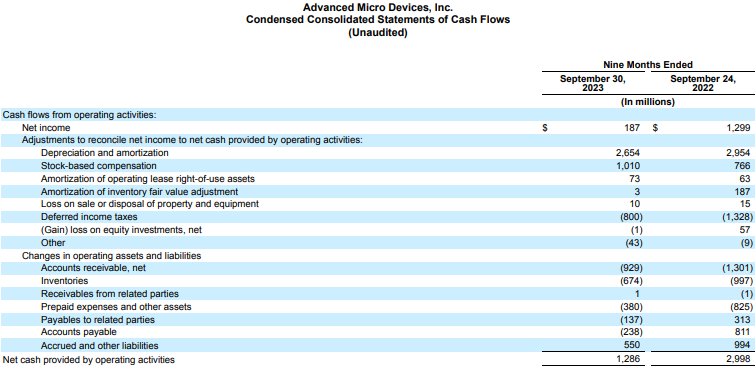 Advanced Micro Devices, Inc.
Condensed Consolidated Statements of Cash Flows
(Unaudited)
Nine Months Ended
September 30, 2023 September 24, 2022
(In millions)
Cash flows from operating activities:
Net income $ 187 $ 1,299
Adjustments to reconcile net income to net cash provided by operating activities:
Depreciation and amortization 2,654 2,954
Stock-based compensation 1,010 766
Amortization of operating lease right-of-use assets 73 63
Amortization of inventory fair value adjustment 3 187
Loss on sale or disposal of property and equipment 10 15
Deferred income taxes (800) (1,328)
(Gain) loss on equity investments, net (1) 57
Other (43) (9)
Changes in operating assets and liabilities
Accounts receivable, net (929) (1,301)
Inventories (674) (997)
Receivables from related parties 1 (1)
Prepaid expenses and other assets (380) (825)
Payables to related parties (137) 313
Accounts payable (238) 811
Accrued and other liabilities 550 994
Net cash provided by operating activities 1,286 2,998